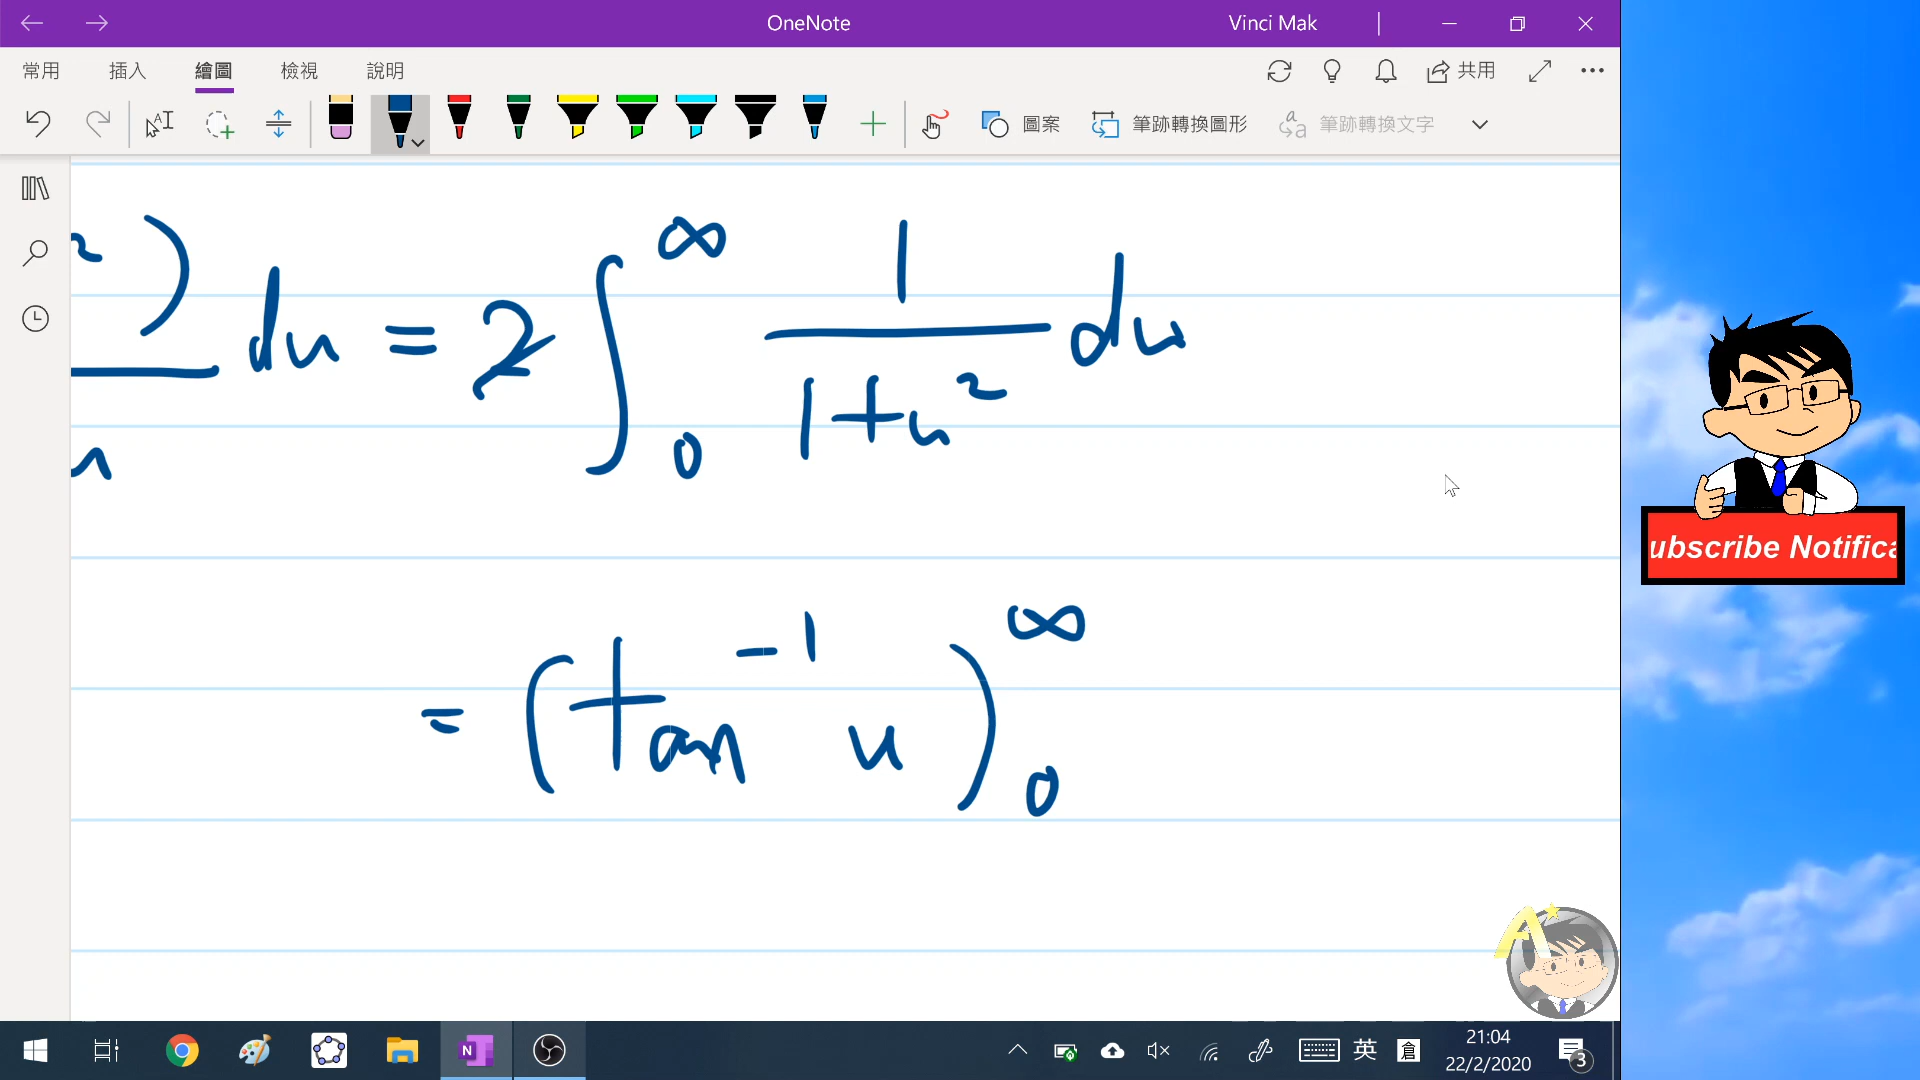 OneNote
Vinci Mak
常用 插入 繪圖 檢視 說明
共用
圖案
筆跡轉換圖形
筆跡轉換文字
²) du = 2 ∫₀^∞ 1/(1+u²) du
u
= (tan⁻¹ u)₀^∞
ubscribe Notifica
A
N
英
倉
21:04
22/2/2020
3